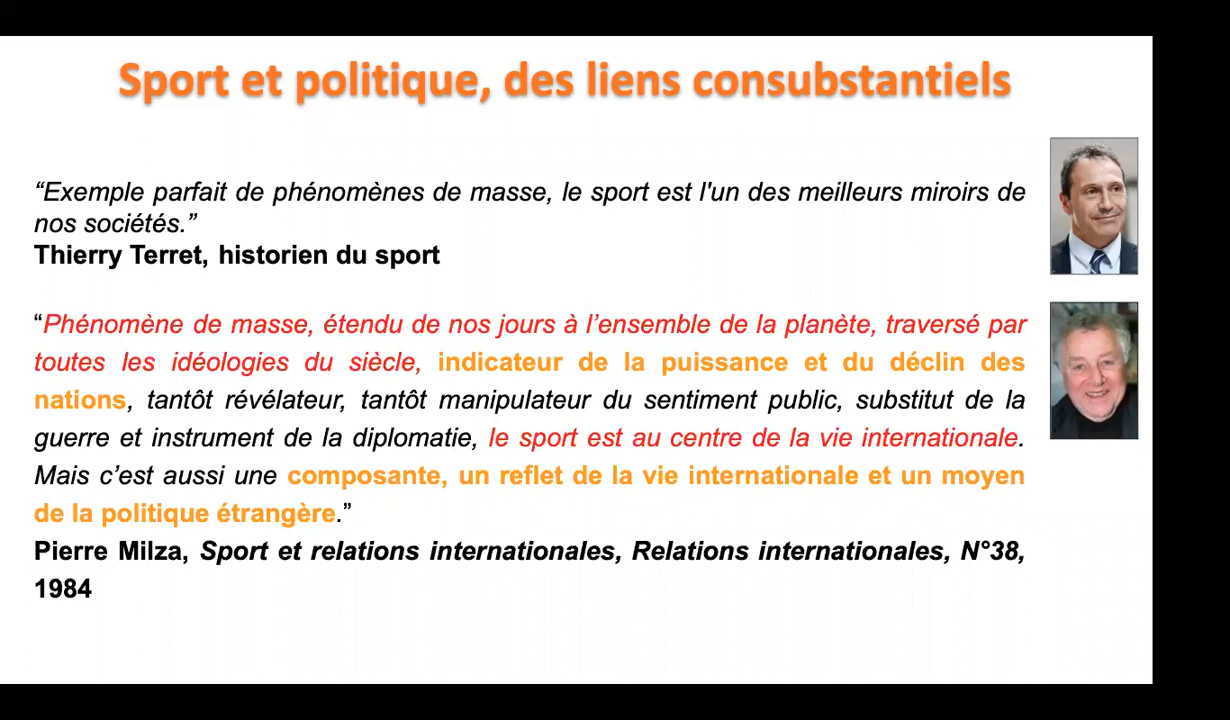 Sport et politique, des liens consubstantiels
“Exemple parfait de phénomènes de masse, le sport est l'un des meilleurs miroirs de
nos sociétés.”
Thierry Terret, historien du sport
“Phénomène de masse, étendu de nos jours à l’ensemble de la planète, traversé par
toutes les idéologies du siècle, indicateur de la puissance et du déclin des
nations, tantôt révélateur, tantôt manipulateur du sentiment public, substitut de la
guerre et instrument de la diplomatie, le sport est au centre de la vie internationale.
Mais c’est aussi une composante, un reflet de la vie internationale et un moyen
de la politique étrangère.”
Pierre Milza, Sport et relations internationales, Relations internationales, N°38,
1984